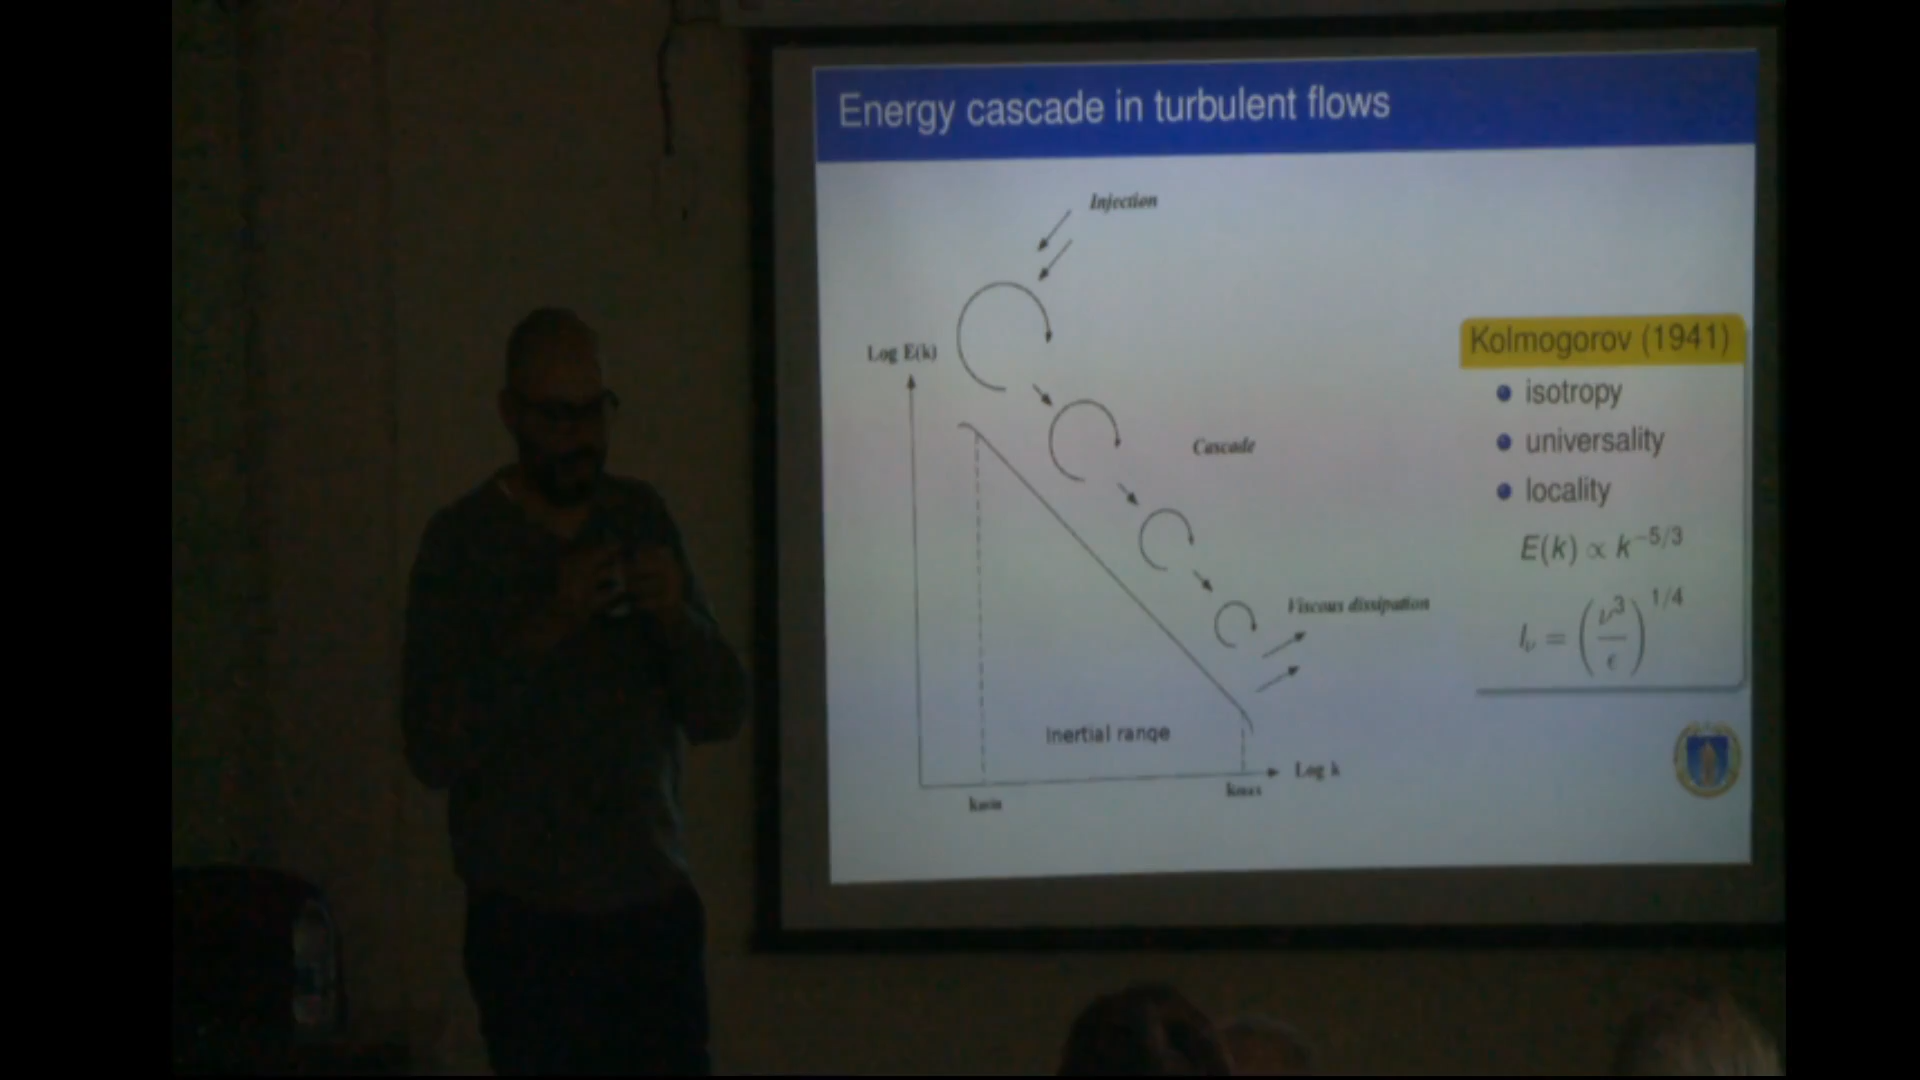 Energy cascade in turbulent flows
Injection
Log E(k)
Cascade
Viscous dissipation
inertial range
Log k
kmin
kmax
Kolmogorov (1941)
isotropy
universality
locality
E(k) ∝ k^{-5/3}
l_ν = (ν^3/ϵ)^{1/4}